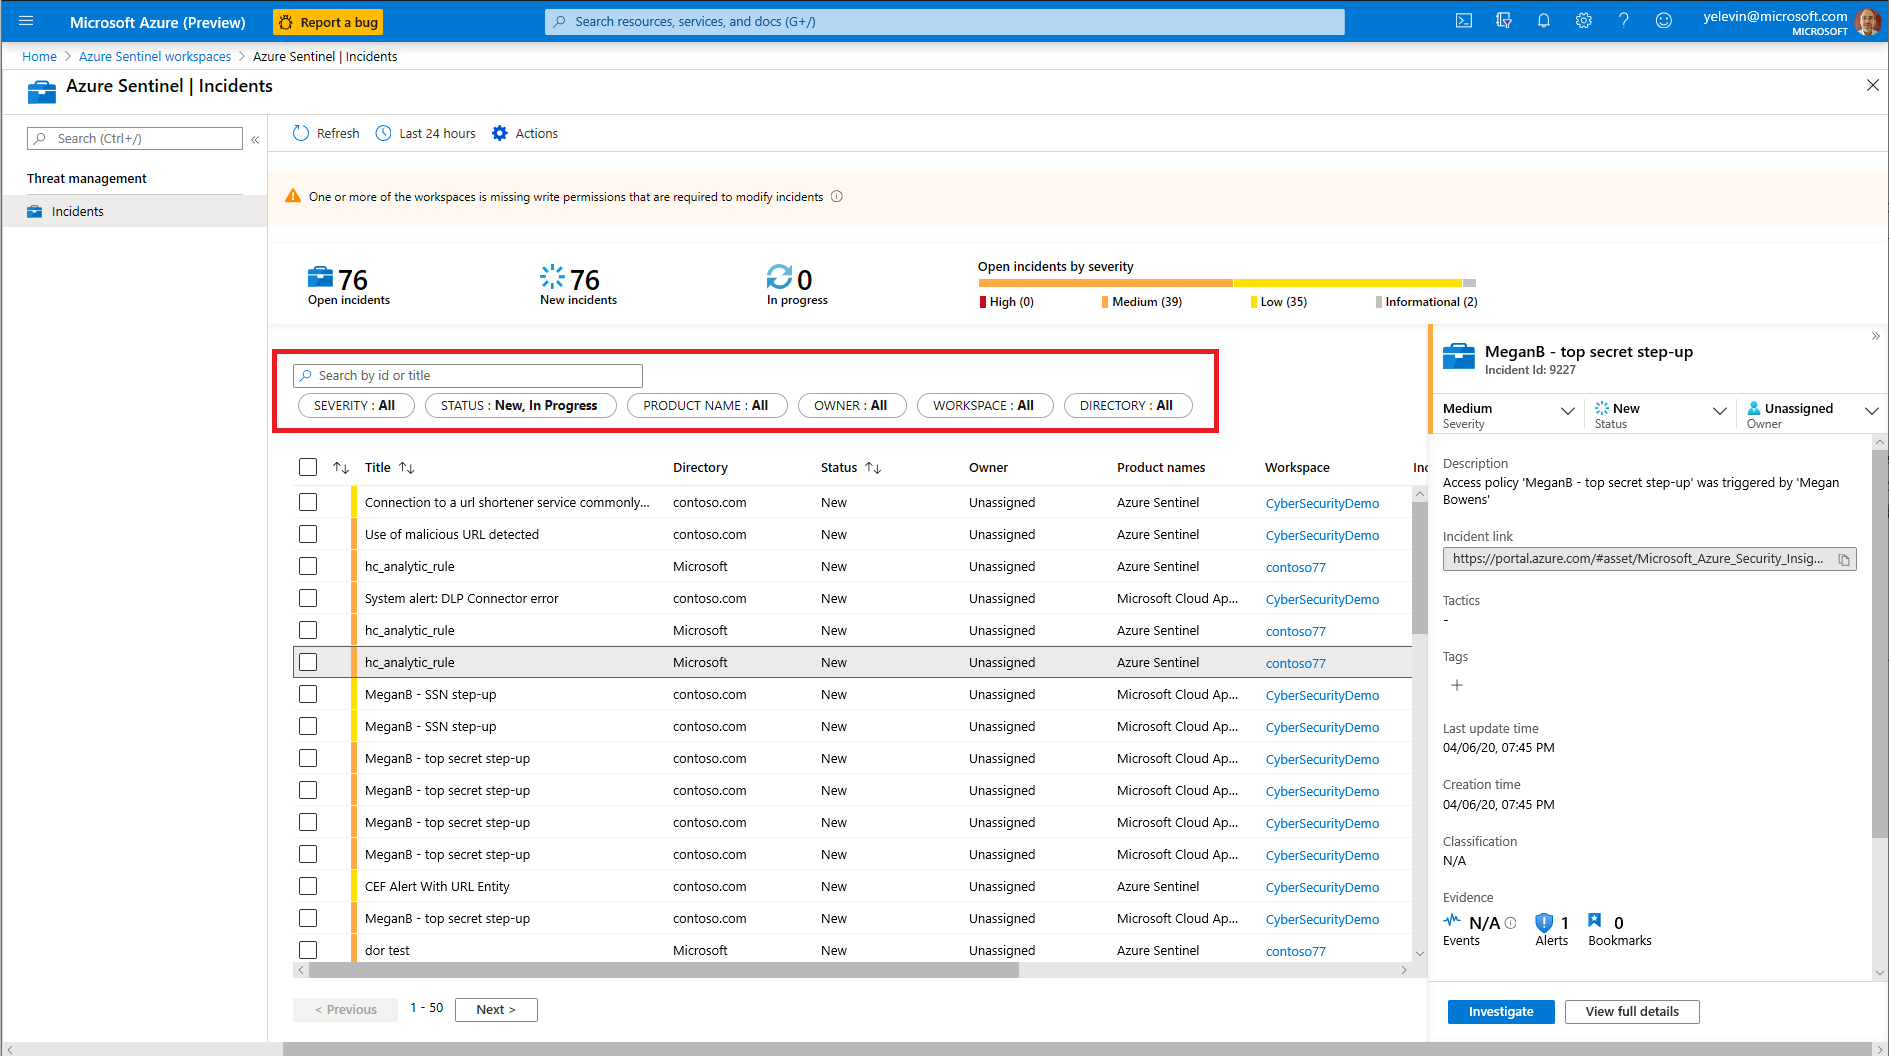 Microsoft Azure (Preview)
Report a bug
Search resources, services, and docs (G+/)
yelevin@microsoft.com
MICROSOFT
Home > Azure Sentinel workspaces > Azure Sentinel | Incidents
Azure Sentinel | Incidents
Search (Ctrl+/)
«
Threat management
Incidents
Refresh
Last 24 hours
Actions
One or more of the workspaces is missing write permissions that are required to modify incidents
76
Open incidents
76
New incidents
0
In progress
Open incidents by severity
High (0)
Medium (39)
Low (35)
Informational (2)
Search by id or title
SEVERITY : All
STATUS : New, In Progress
PRODUCT NAME : All
OWNER : All
WORKSPACE : All
DIRECTORY : All
Title Directory Status Owner Product names Workspace Inc
Connection to a url shortener service commonly... contoso.com New Unassigned Azure Sentinel CyberSecurityDemo
Use of malicious URL detected contoso.com New Unassigned Azure Sentinel CyberSecurityDemo
hc_analytic_rule Microsoft New Unassigned Azure Sentinel contoso77
System alert: DLP Connector error contoso.com New Unassigned Microsoft Cloud Ap... CyberSecurityDemo
hc_analytic_rule Microsoft New Unassigned Azure Sentinel contoso77
hc_analytic_rule Microsoft New Unassigned Azure Sentinel contoso77
MeganB - SSN step-up contoso.com New Unassigned Microsoft Cloud Ap... CyberSecurityDemo
MeganB - SSN step-up contoso.com New Unassigned Microsoft Cloud Ap... CyberSecurityDemo
MeganB - top secret step-up contoso.com New Unassigned Microsoft Cloud Ap... CyberSecurityDemo
MeganB - top secret step-up contoso.com New Unassigned Microsoft Cloud Ap... CyberSecurityDemo
MeganB - top secret step-up contoso.com New Unassigned Microsoft Cloud Ap... CyberSecurityDemo
MeganB - top secret step-up contoso.com New Unassigned Microsoft Cloud Ap... CyberSecurityDemo
CEF Alert With URL Entity contoso.com New Unassigned Azure Sentinel CyberSecurityDemo
MeganB - top secret step-up contoso.com New Unassigned Microsoft Cloud Ap... CyberSecurityDemo
dor test Microsoft New Unassigned Azure Sentinel contoso77
< Previous
1 - 50
Next >
»
MeganB - top secret step-up
Incident Id: 9227
Medium
Severity
New
Status
Unassigned
Owner
Description
Access policy 'MeganB - top secret step-up' was triggered by 'Megan
Bowens'
Incident link
https://portal.azure.com/#asset/Microsoft_Azure_Security_Insig...
Tactics
-
Tags
+
Last update time
04/06/20, 07:45 PM
Creation time
04/06/20, 07:45 PM
Classification
N/A
Evidence
N/A
Events
1
Alerts
0
Bookmarks
Investigate
View full details